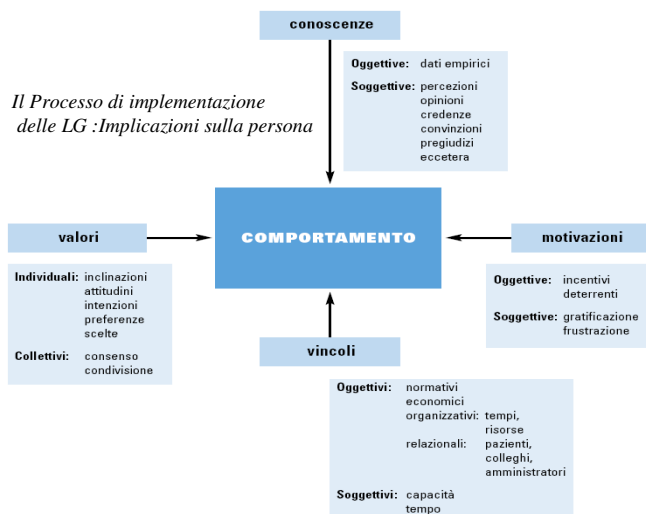 conoscenze
Oggettive: dati empirici
Soggettive: percezioni
opinioni
credenze
convinzioni
pregiudizi
eccetera
Il Processo di implementazione
delle LG :Implicazioni sulla persona
valori
COMPORTAMENTO
motivazioni
Individuali: inclinazioni
attitudini
intenzioni
preferenze
scelte
Collettivi: consenso
condivisione
Oggettive: incentivi
deterrenti
Soggettive: gratificazione
frustrazione
vincoli
Oggettivi: normativi
economici
organizzativi: tempi,
risorse
relazionali: pazienti,
colleghi,
amministratori
Soggettivi: capacità
tempo